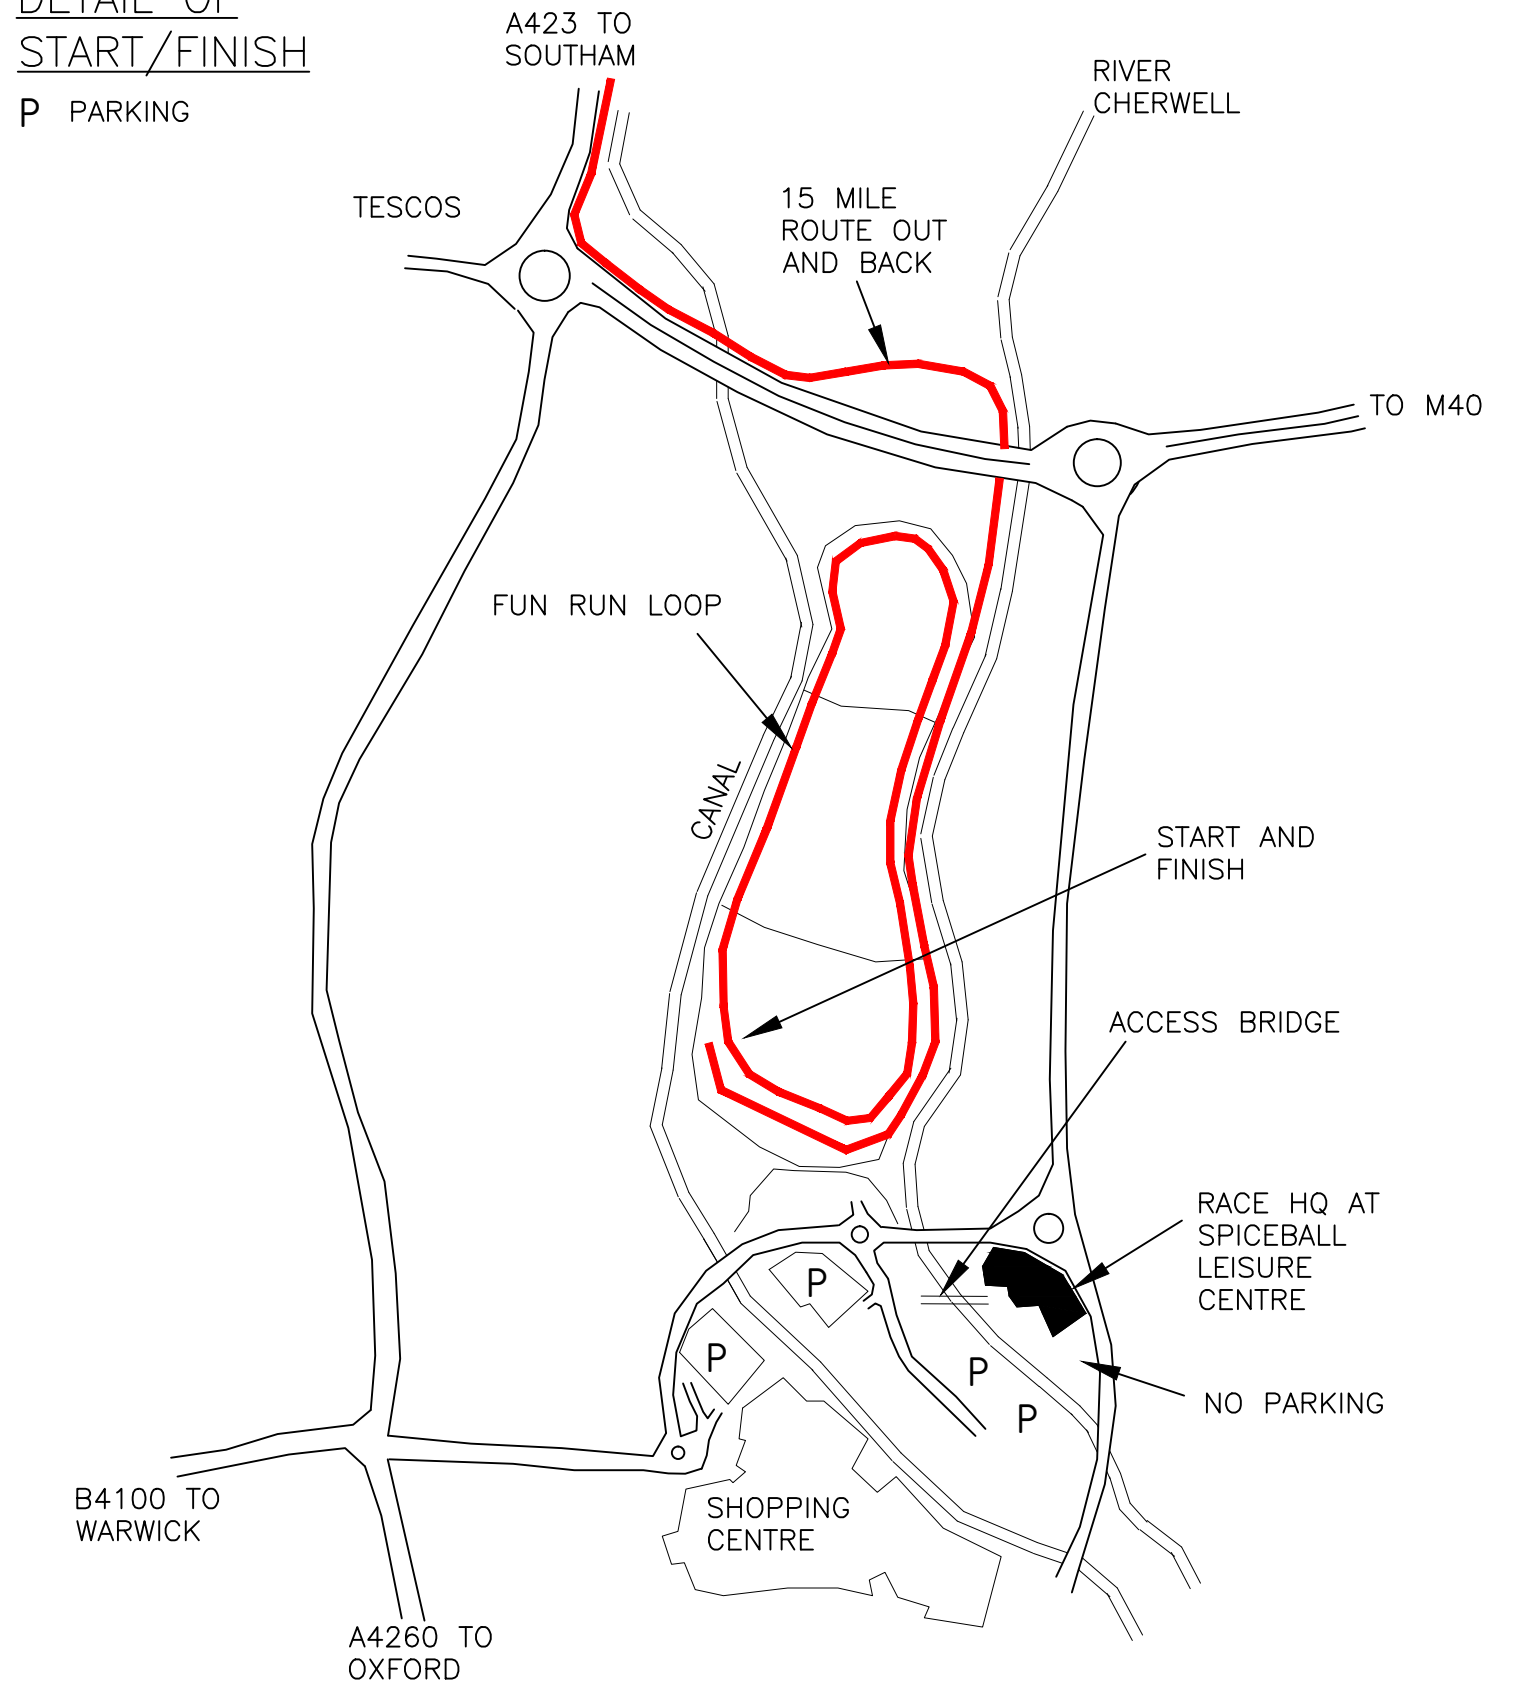 DETAIL OF
START/FINISH
P PARKING
A423 TO
SOUTHAM
RIVER
CHERWELL
TESCOS
15 MILE
ROUTE OUT
AND BACK
TO M40
FUN RUN LOOP
CANAL
START AND
FINISH
ACCESS BRIDGE
RACE HQ AT
SPICEBALL
LEISURE
CENTRE
P
P
P
P
NO PARKING
B4100 TO
WARWICK
SHOPPING
CENTRE
A4260 TO
OXFORD